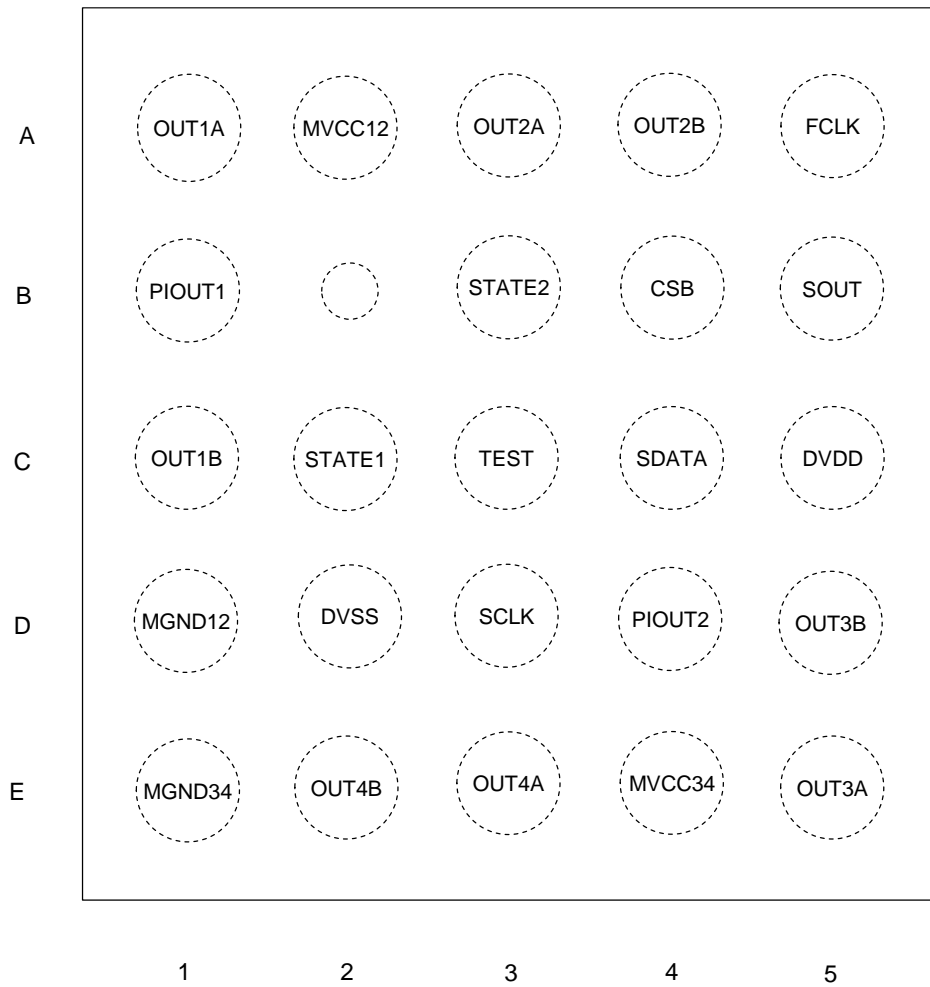 A OUT1A MVCC12 OUT2A OUT2B FCLK
B PIOUT1 STATE2 CSB SOUT
C OUT1B STATE1 TEST SDATA DVDD
D MGND12 DVSS SCLK PIOUT2 OUT3B
E MGND34 OUT4B OUT4A MVCC34 OUT3A
1 2 3 4 5